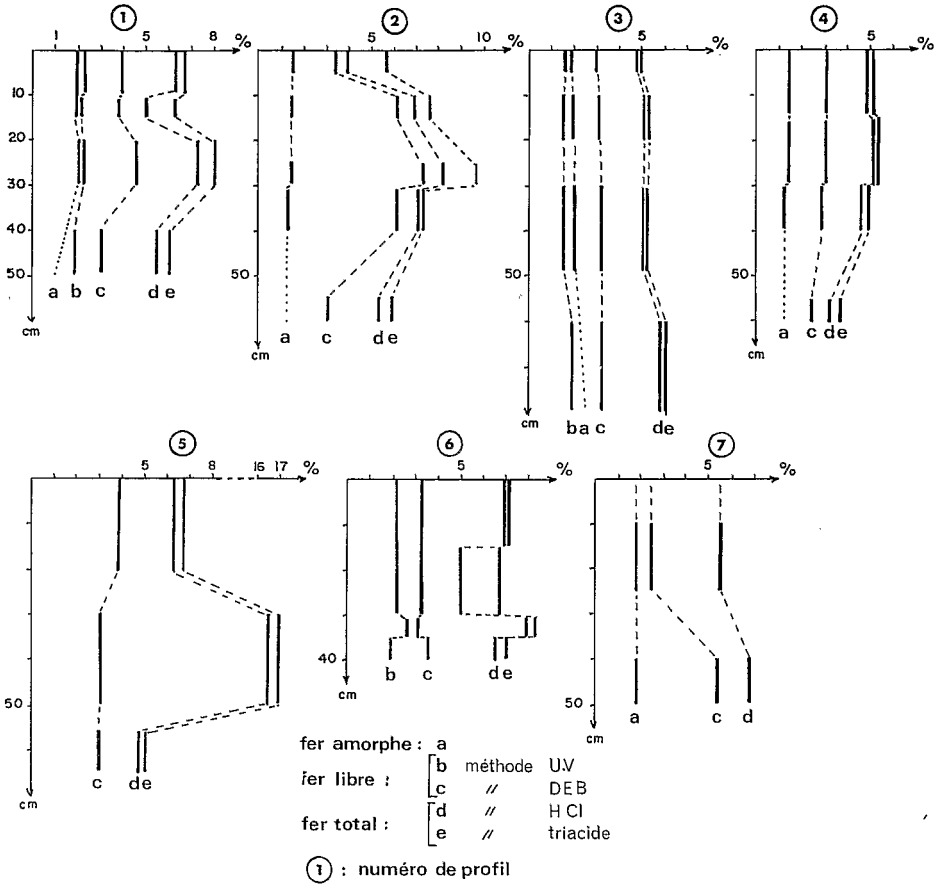 1
2
3
4
1 5 8 %
5 10 %
5 %
5 %
10
20
30
40
50
cm
a b c d e
50
cm
a c d e
50
cm
b a c d e
50
cm
a c d e
5
6
7
5 8 16 17 %
5 %
5 %
50
cm
c d e
40
cm
b c d e
50
cm
a c d
fer amorphe : a
fer libre : b méthode U.V
c " DEB
fer total : d " HCl
e " triacide
1 : numéro de profil